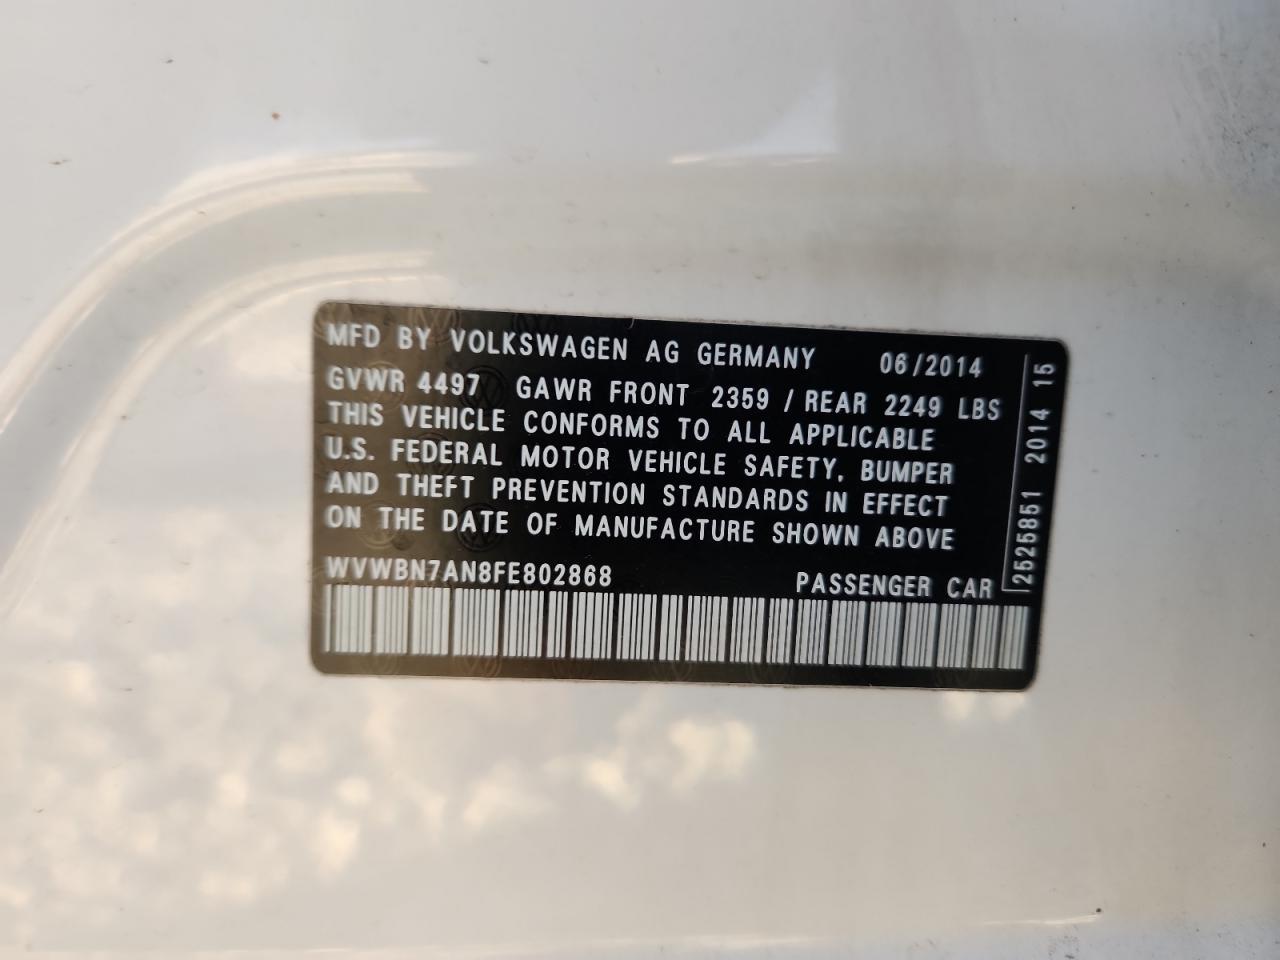 MFD BY VOLKSWAGEN AG GERMANY 06/2014
GVWR 4497 GAWR FRONT 2359 / REAR 2249 LBS
THIS VEHICLE CONFORMS TO ALL APPLICABLE
U.S. FEDERAL MOTOR VEHICLE SAFETY, BUMPER
AND THEFT PREVENTION STANDARDS IN EFFECT
ON THE DATE OF MANUFACTURE SHOWN ABOVE
WVWBN7AN8FE802868 PASSENGER CAR
2525851 2014 15